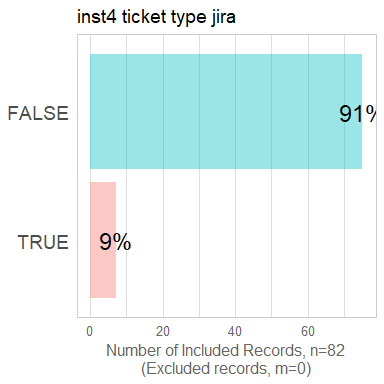 inst4 ticket type jira
FALSE
91%
TRUE
9%
0 20 40 60
Number of Included Records, n=82
(Excluded records, m=0)